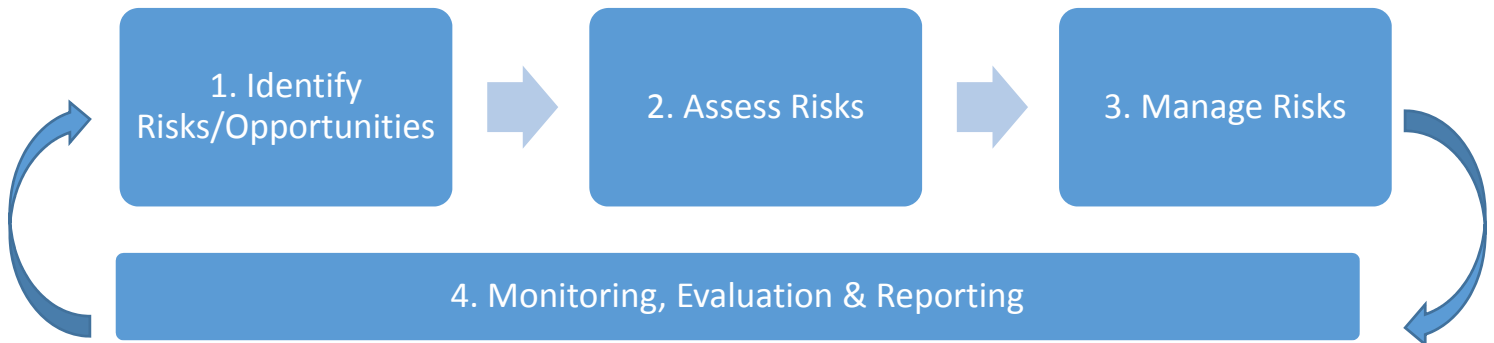 1. Identify
Risks/Opportunities
2. Assess Risks
3. Manage Risks
4. Monitoring, Evaluation & Reporting